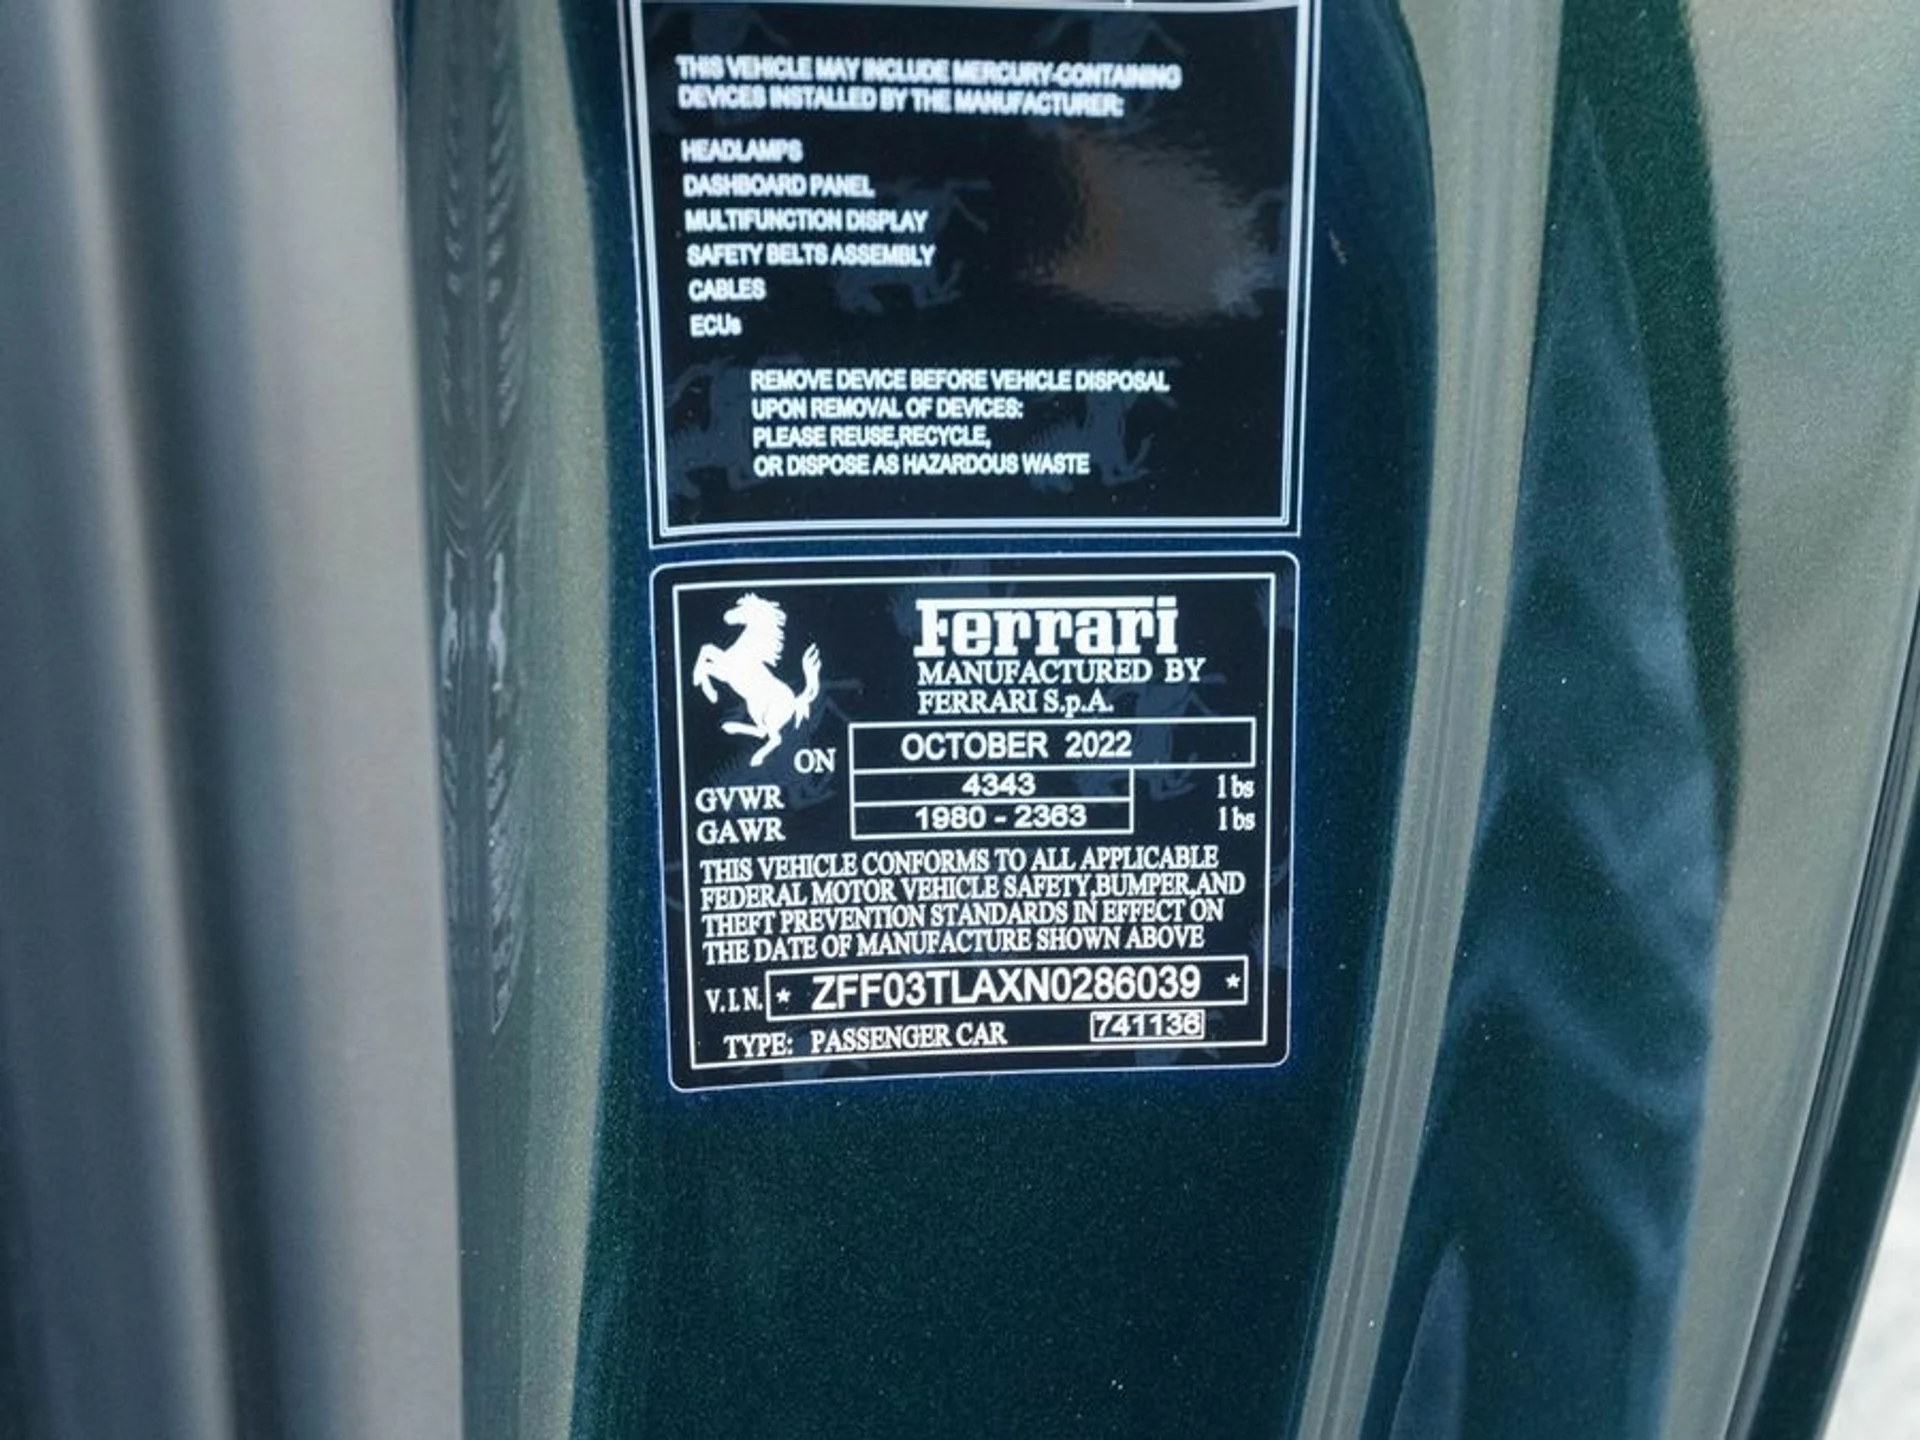 THIS VEHICLE MAY INCLUDE MERCURY-CONTAINING
DEVICES INSTALLED BY THE MANUFACTURER:
HEADLAMPS
DASHBOARD PANEL
MULTIFUNCTION DISPLAY
SAFETY BELTS ASSEMBLY
CABLES
ECUs
REMOVE DEVICE BEFORE VEHICLE DISPOSAL
UPON REMOVAL OF DEVICES:
PLEASE REUSE,RECYCLE,
OR DISPOSE AS HAZARDOUS WASTE
Ferrari
MANUFACTURED BY
FERRARI S.p.A.
ON OCTOBER 2022
GVWR 4343 lbs
GAWR 1980 - 2363 lbs
THIS VEHICLE CONFORMS TO ALL APPLICABLE
FEDERAL MOTOR VEHICLE SAFETY,BUMPER,AND
THEFT PREVENTION STANDARDS IN EFFECT ON
THE DATE OF MANUFACTURE SHOWN ABOVE
V.I.N. * ZFF03TLAXN0286039 *
TYPE: PASSENGER CAR 741136